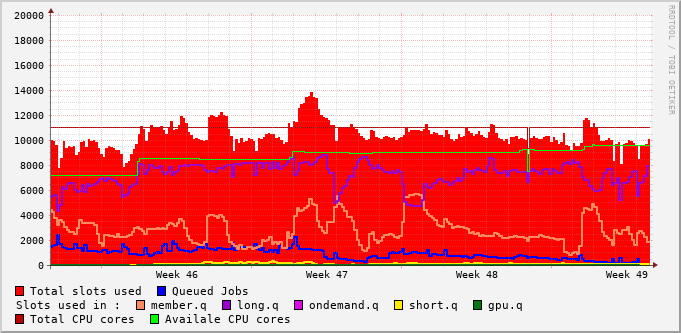 RRDTOOL / TOBI OETIKER
20000
18000
16000
14000
12000
10000
8000
6000
4000
2000
0
Week 46 Week 47 Week 48 Week 49
Total slots used Queued Jobs
Slots used in : member.q long.q ondemand.q short.q gpu.q
Total CPU cores Availale CPU cores